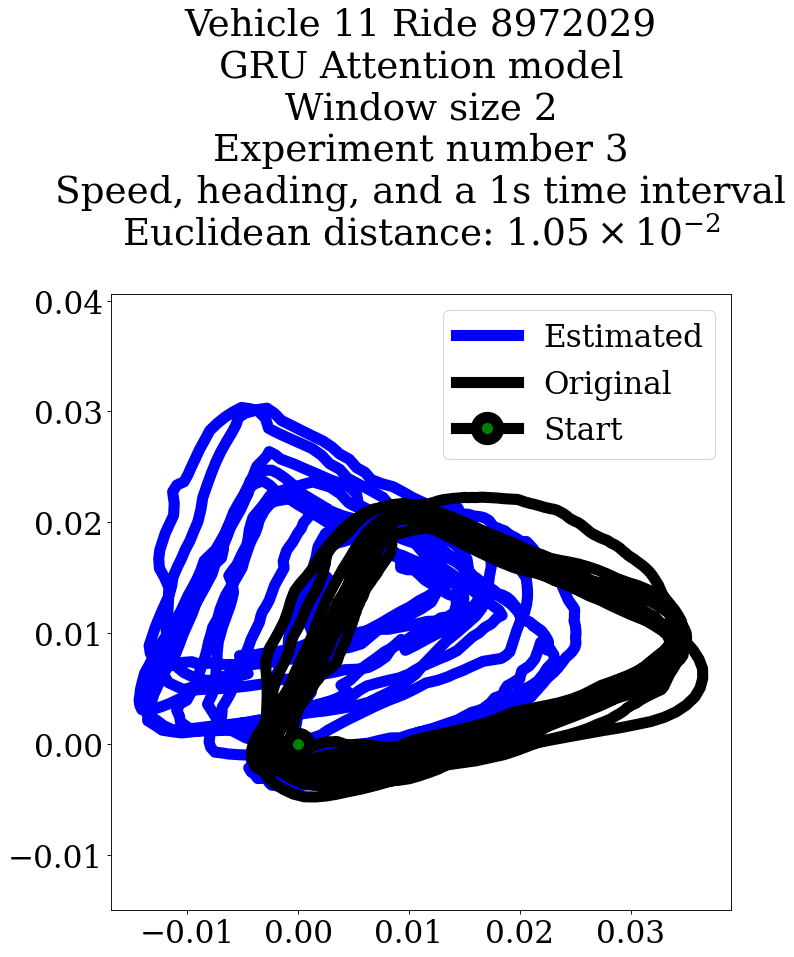 Vehicle 11 Ride 8972029
GRU Attention model
Window size 2
Experiment number 3
Speed, heading, and a 1s time interval
Euclidean distance: 1.05 × 10⁻²
0.04
0.03
0.02
0.01
0.00
−0.01
Estimated
Original
Start
−0.01 0.00 0.01 0.02 0.03